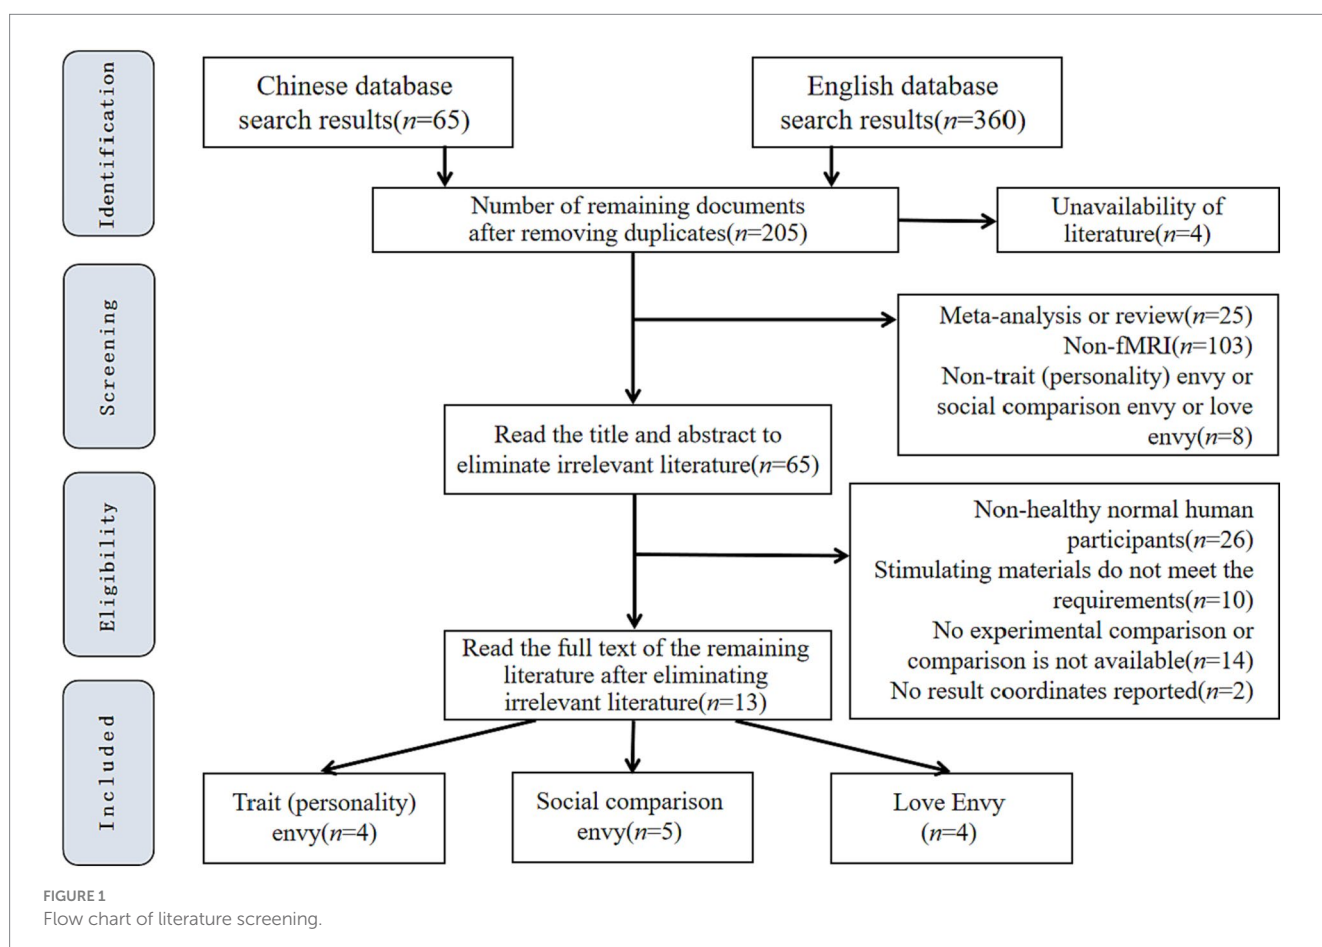 Identification
Chinese database
search results(n=65)
English database
search results(n=360)
Number of remaining documents
after removing duplicates(n=205)
Unavailability of
literature(n=4)
Screening
Meta-analysis or review(n=25)
Non-fMRI(n=103)
Non-trait (personality) envy or
social comparison envy or love
envy(n=8)
Read the title and abstract to
eliminate irrelevant literature(n=65)
Eligibility
Non-healthy normal human
participants(n=26)
Stimulating materials do not meet the
requirements(n=10)
No experimental comparison or
comparison is not available(n=14)
No result coordinates reported(n=2)
Read the full text of the remaining
literature after eliminating
irrelevant literature(n=13)
Included
Trait (personality)
envy(n=4)
Social comparison
envy(n=5)
Love Envy
(n=4)
FIGURE 1
Flow chart of literature screening.